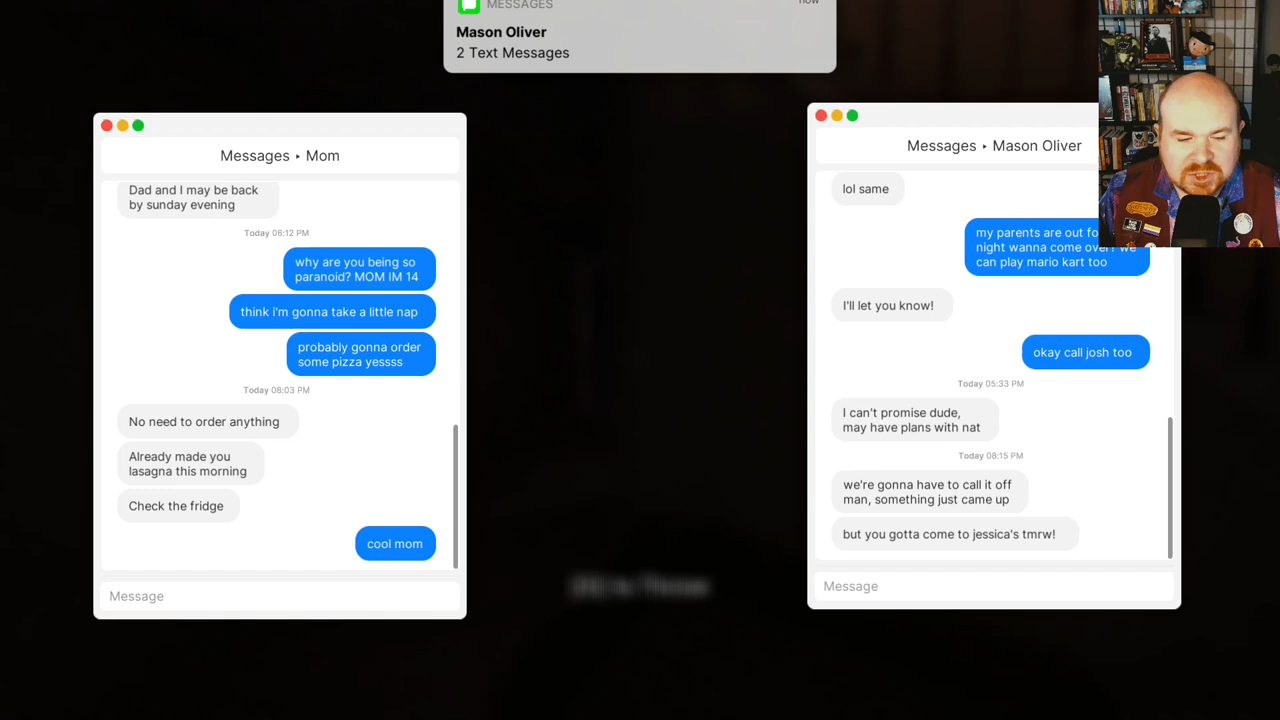 MESSAGES
now
Mason Oliver
2 Text Messages
Messages ‣ Mom
Dad and I may be back
by sunday evening
Today 06:12 PM
why are you being so
paranoid? MOM IM 14
think i'm gonna take a little nap
probably gonna order
some pizza yessss
Today 08:03 PM
No need to order anything
Already made you
lasagna this morning
Check the fridge
cool mom
Message
Messages ‣ Mason Oliver
lol same
my parents are out fo
night wanna come over? we
can play mario kart too
I'll let you know!
okay call josh too
Today 05:33 PM
I can't promise dude,
may have plans with nat
Today 08:15 PM
we're gonna have to call it off
man, something just came up
but you gotta come to jessica's tmrw!
Message